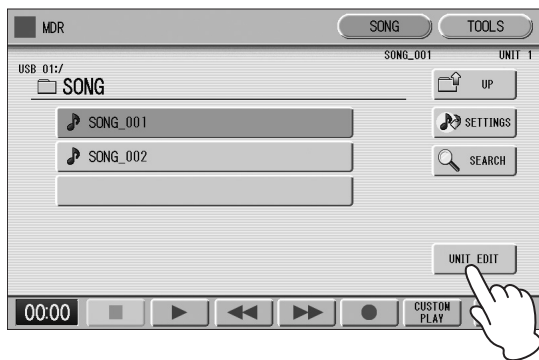 MDR
SONG
TOOLS
SONG_001
UNIT 1
USB 01:/
SONG
UP
SONG_001
SETTINGS
SONG_002
SEARCH
UNIT EDIT
00:00
CUSTOM
PLAY